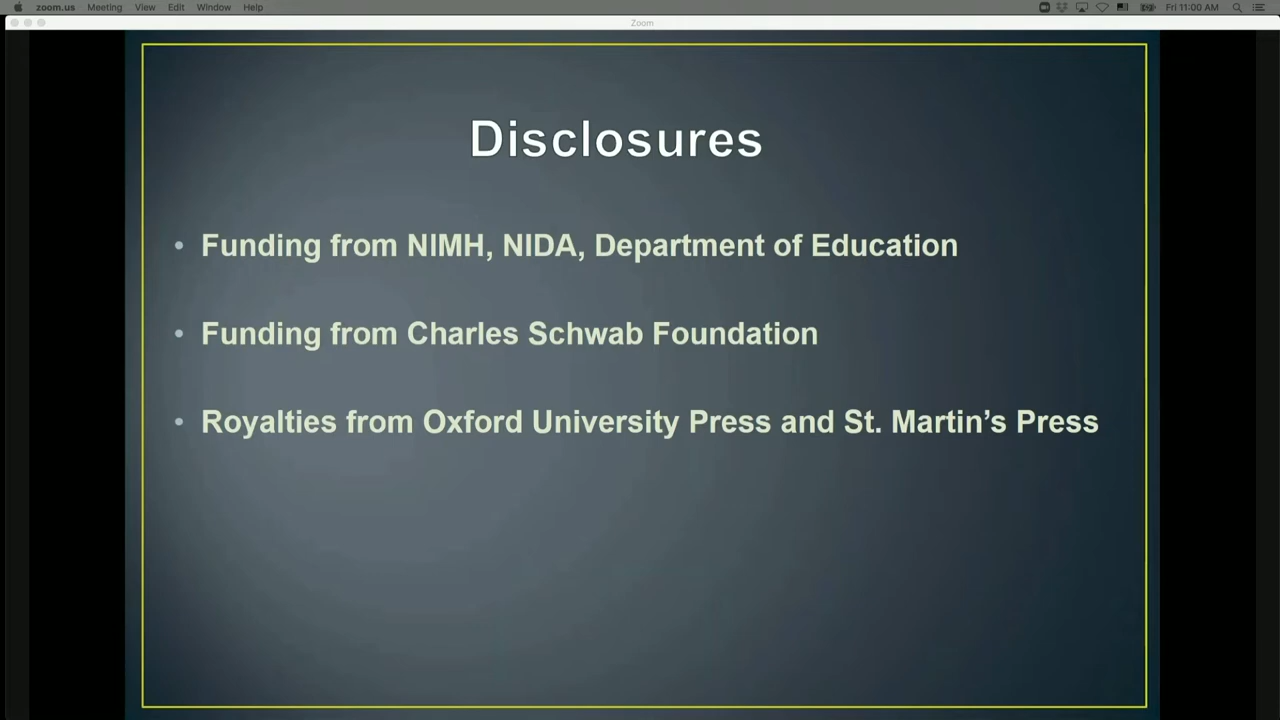 zoom.us Meeting View Edit Window Help Fri 11:00 AM
Zoom
Disclosures
• Funding from NIMH, NIDA, Department of Education
• Funding from Charles Schwab Foundation
• Royalties from Oxford University Press and St. Martin’s Press